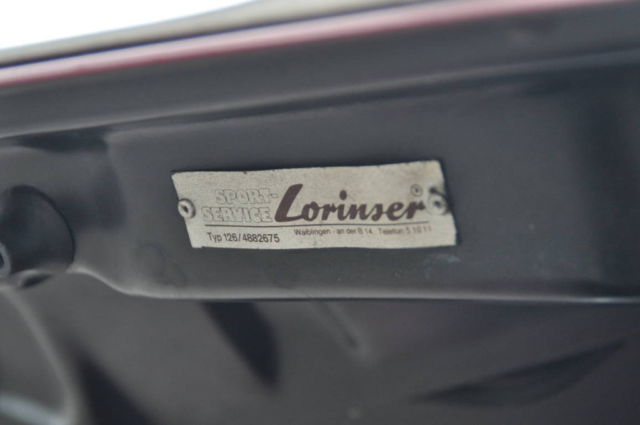 SPORT-
SERVICE Lorinser®
Typ 126/4882675 Waiblingen - an der B 14 Telefon 5 10 11